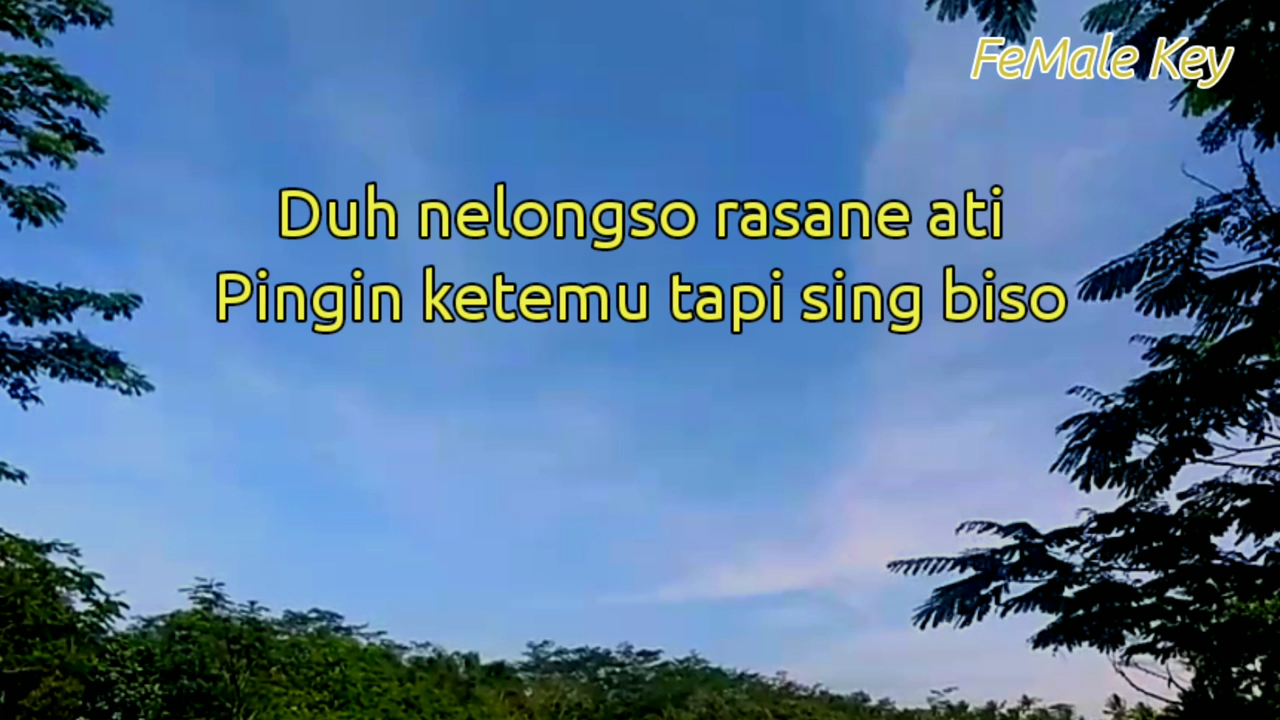 FeMale Key
Duh nelongso rasane ati
Pingin ketemu tapi sing biso